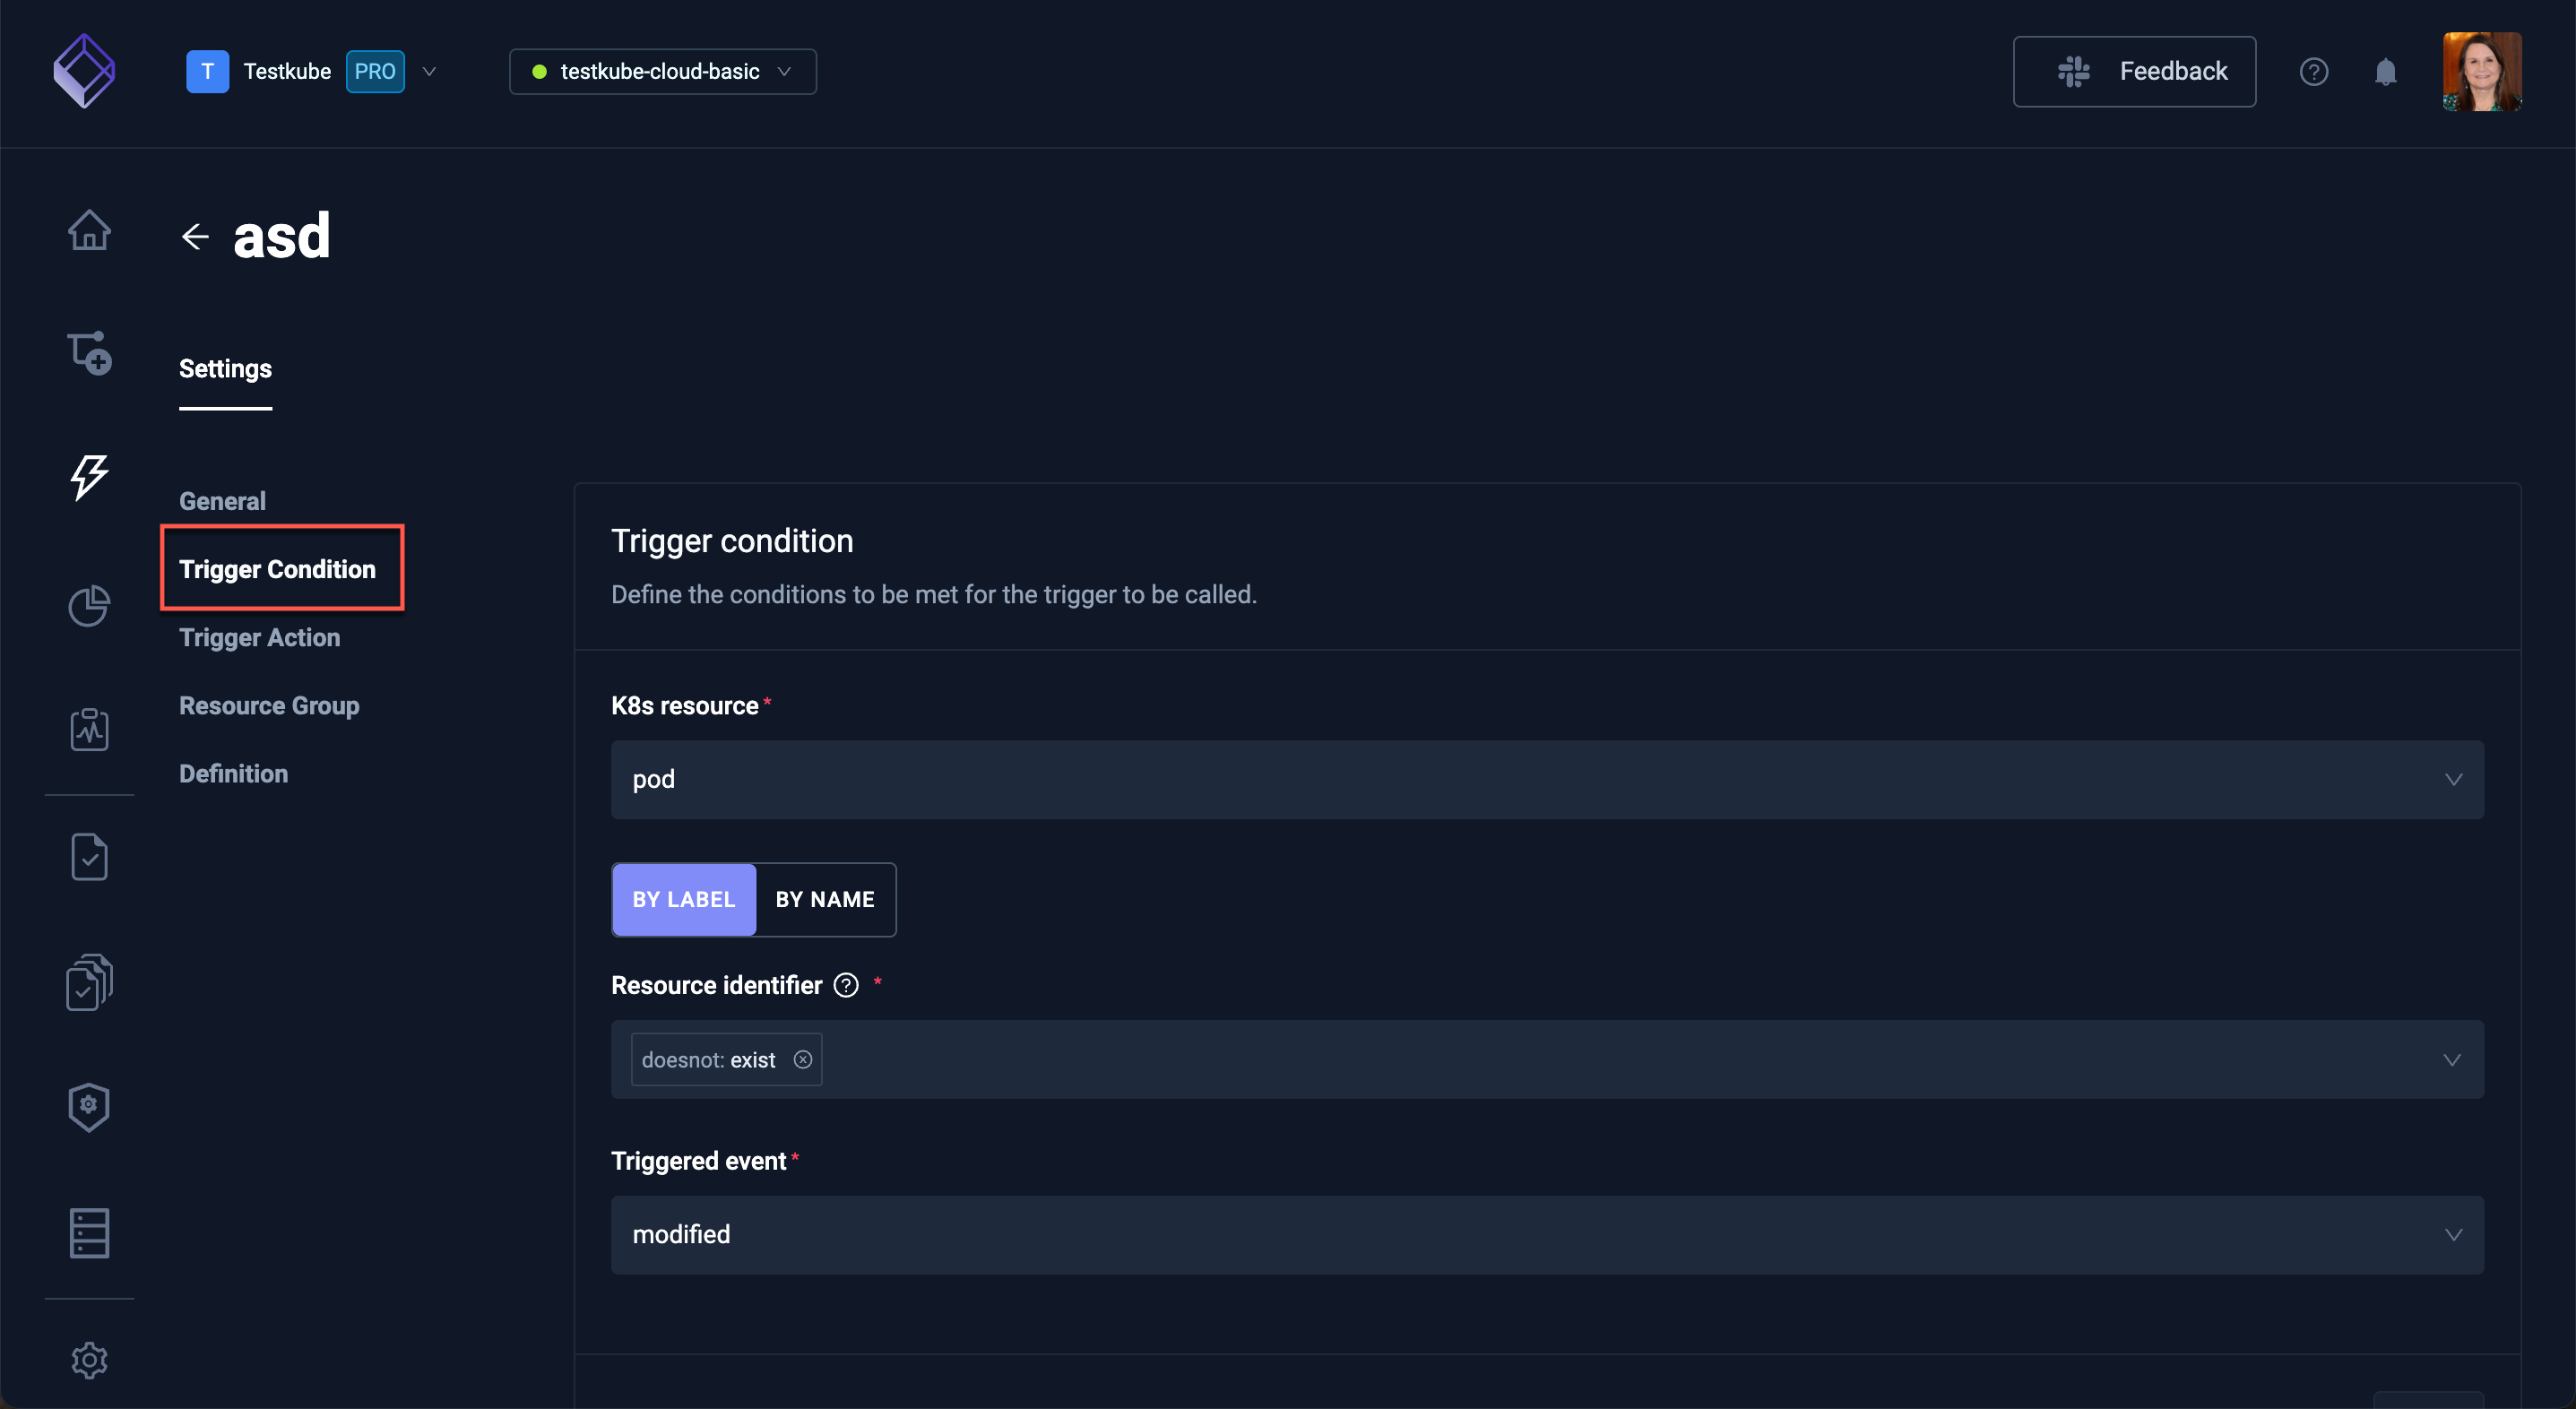 T Testkube PRO testkube-cloud-basic Feedback
asd
Settings
General
Trigger Condition
Trigger Action
Resource Group
Definition
Trigger condition
Define the conditions to be met for the trigger to be called.
K8s resource*
pod
BY LABEL BY NAME
Resource identifier ? *
doesnot: exist
Triggered event*
modified